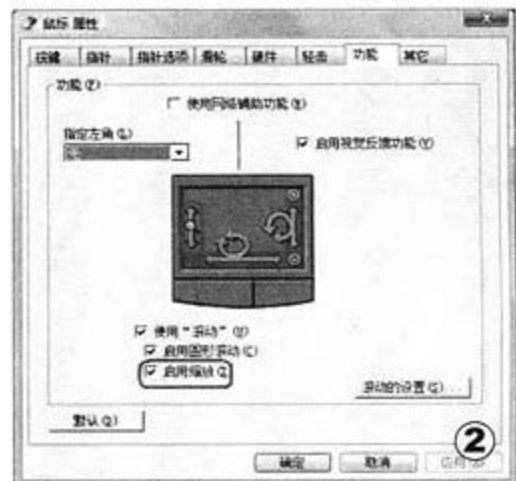 鼠标 属性
按键 指针 指针选项 滑轮 硬件 轻击 功能 其它
功能(F)
使用网络辅助功能(B)
指定左角(L)
启用视觉反馈功能(Y)
使用“滚动”(U)
启用圆形滚动(C)
启用缩放(Z
滚动的设置(G)...
默认(D)
确定 取消
②